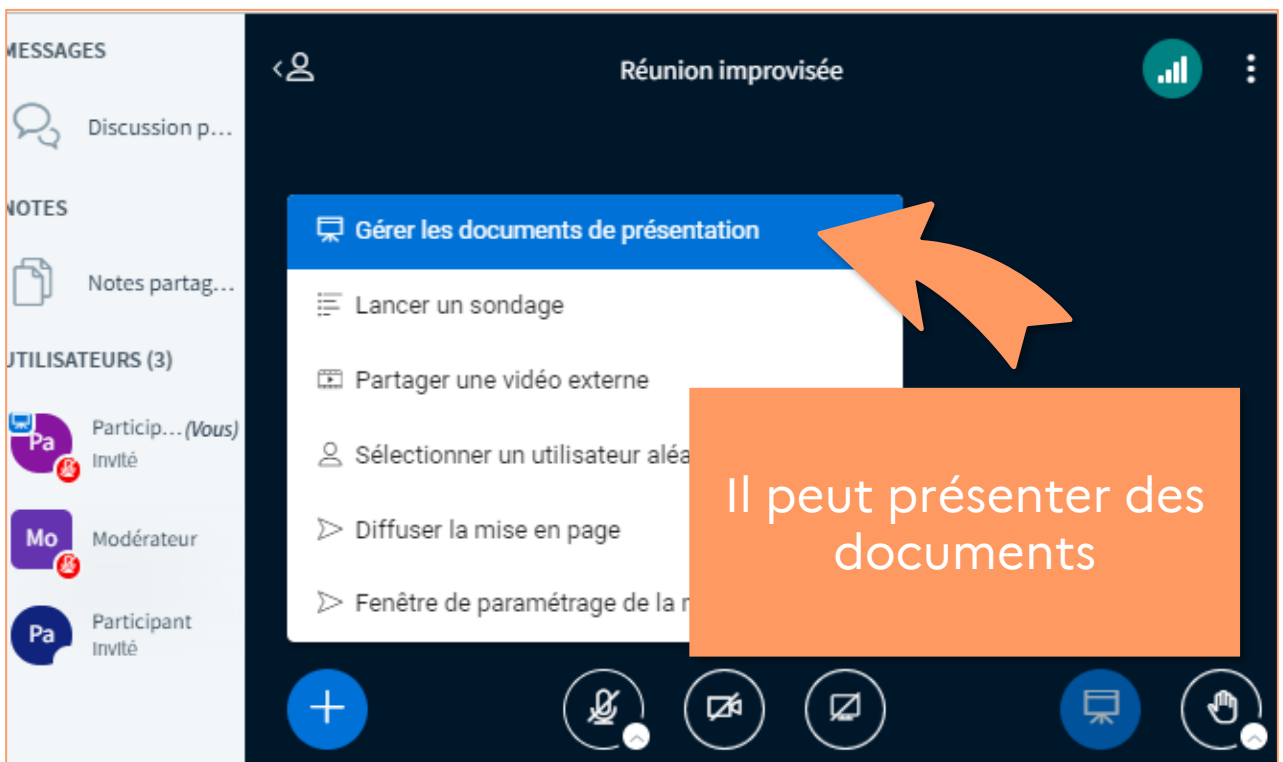 MESSAGES
Discussion p...
NOTES
Notes partag...
UTILISATEURS (3)
Pa
Particip... (Vous)
Invité
Mo
Modérateur
Pa
Participant
Invité
Réunion improvisée
Gérer les documents de présentation
Lancer un sondage
Partager une vidéo externe
Sélectionner un utilisateur aléa
Diffuser la mise en page
Fenêtre de paramétrage de la
Il peut présenter des
documents